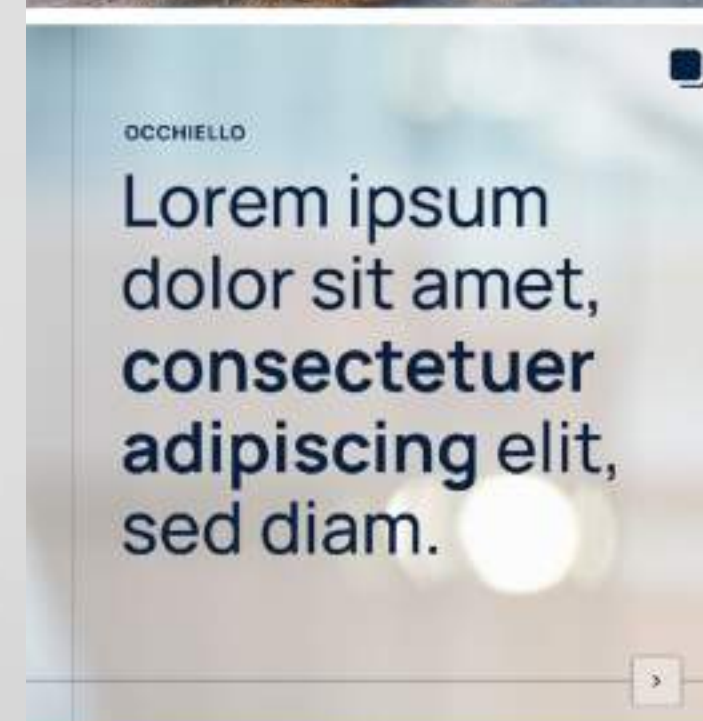 OCCHIELLO
Lorem ipsum
dolor sit amet,
consectetuer
adipiscing elit,
sed diam.